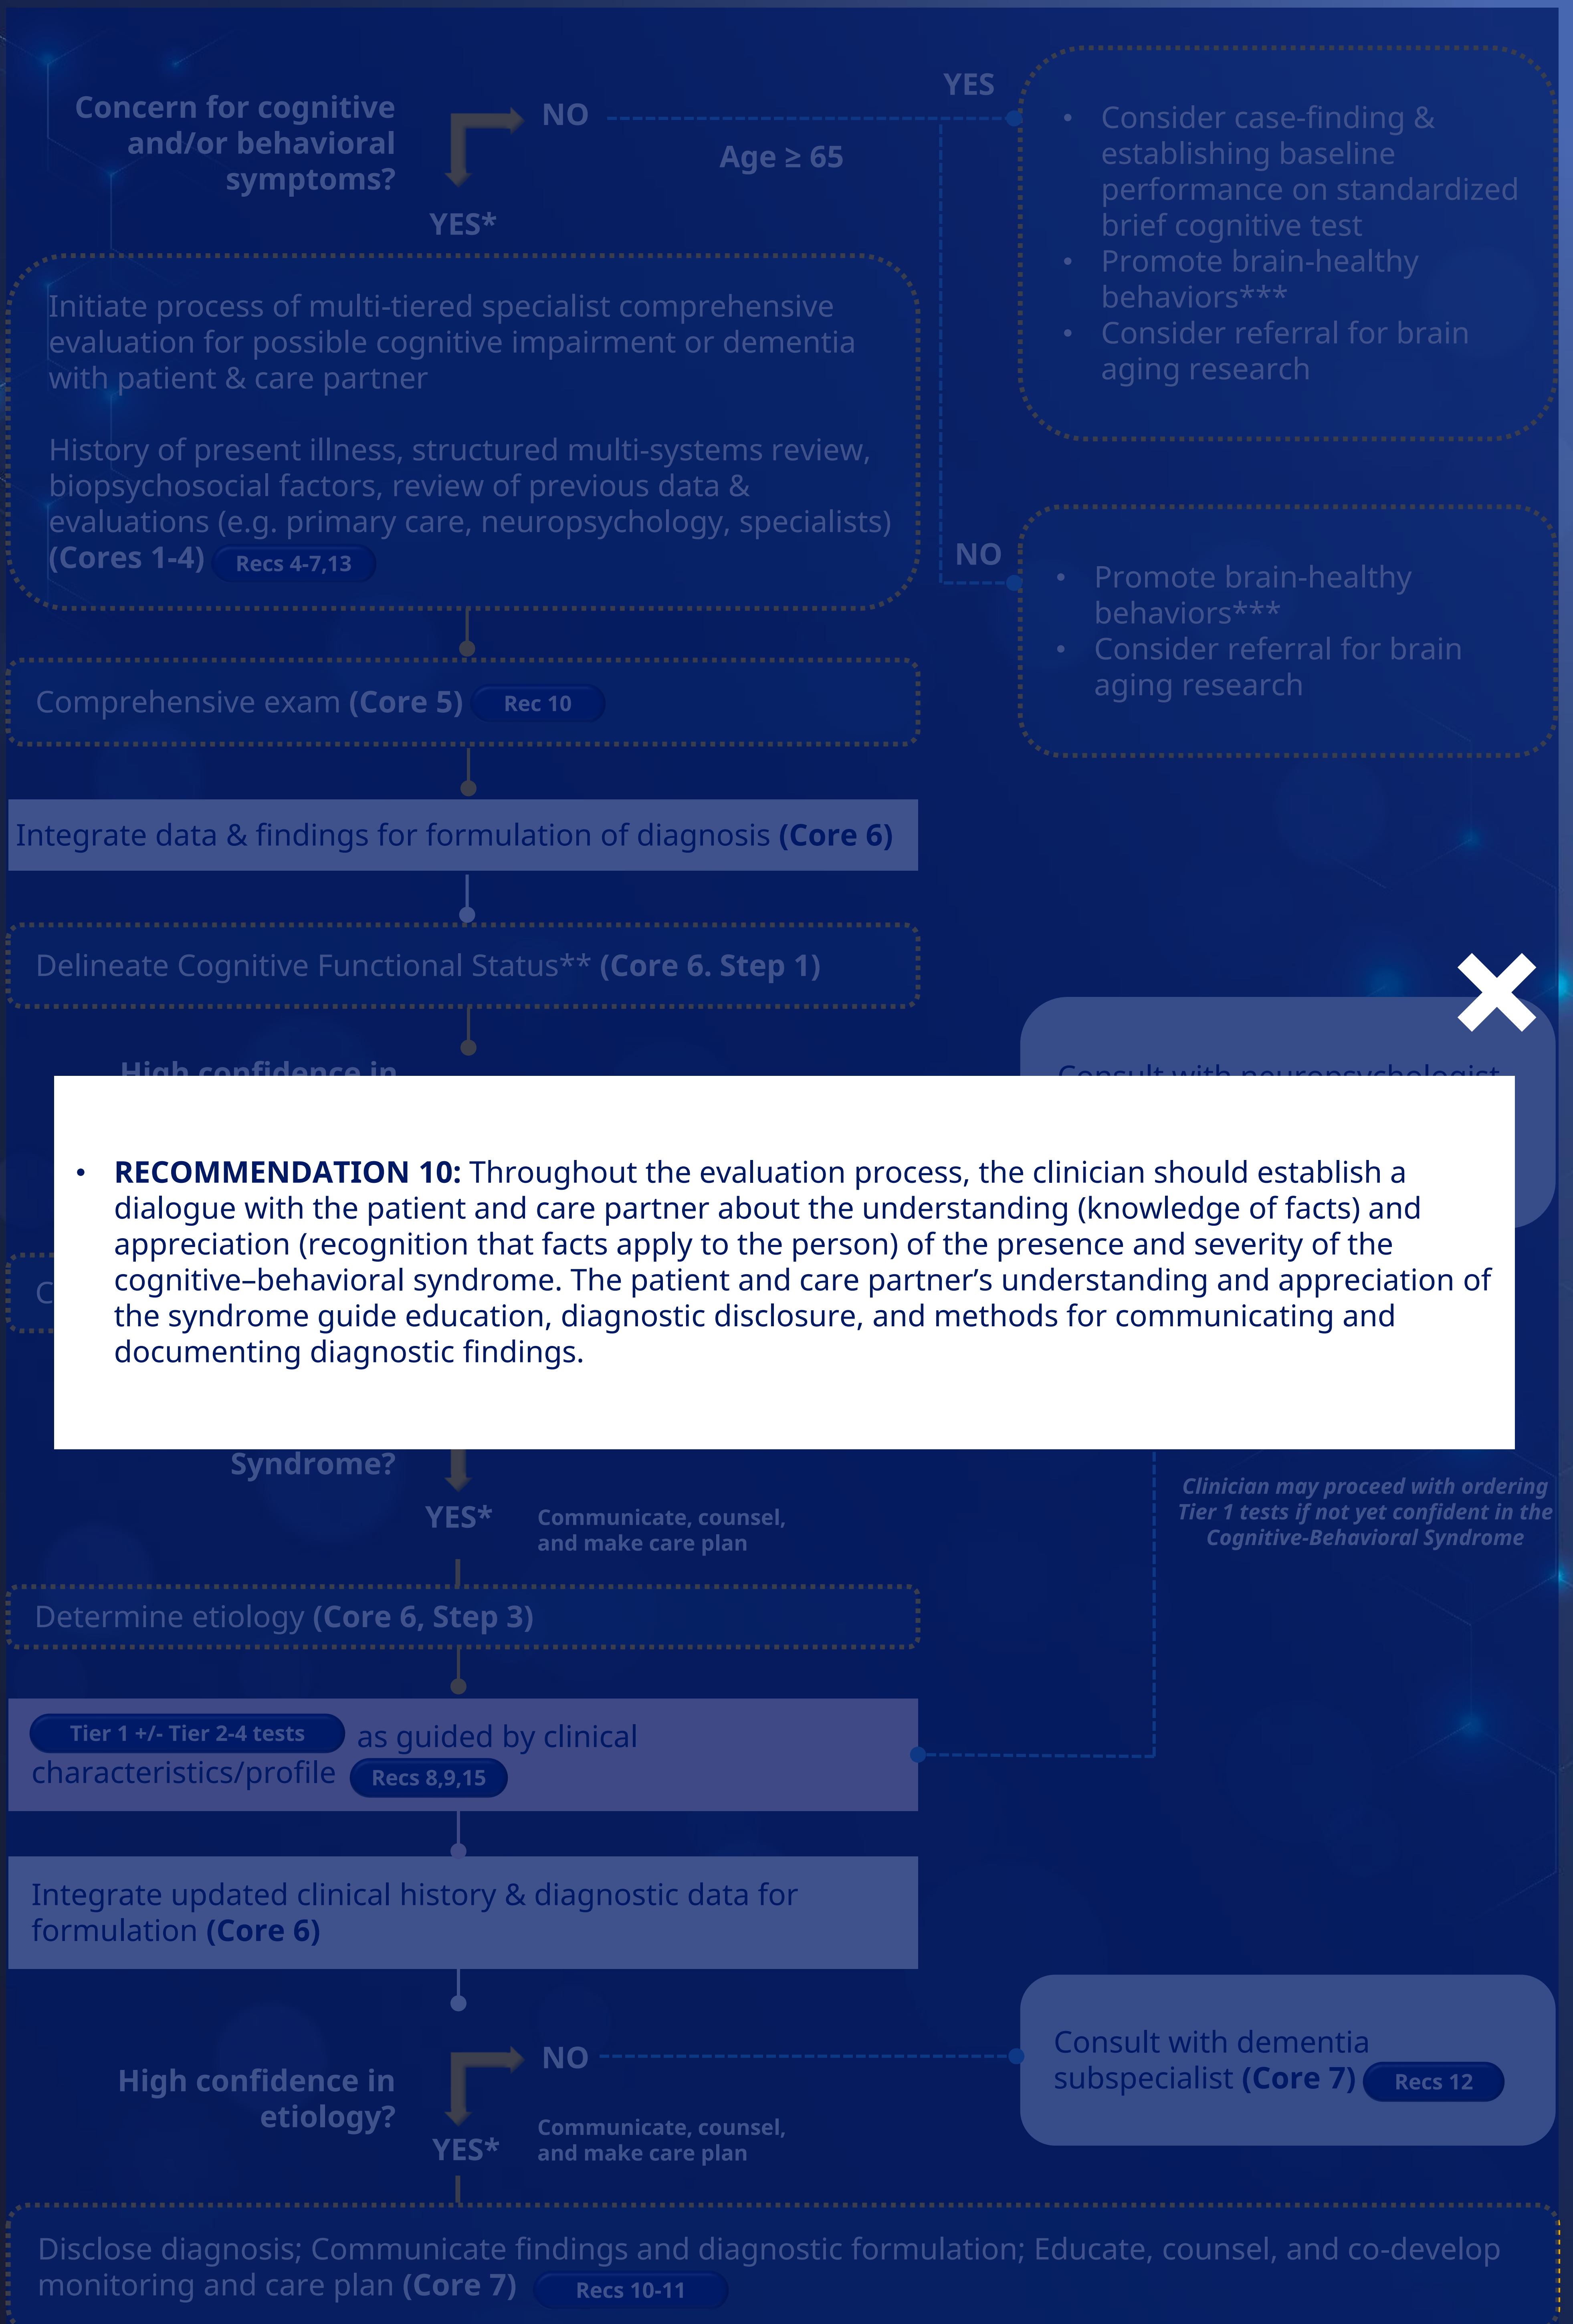 Concern for cognitive
and/or behavioral
symptoms?
NO
YES
Age ≥ 65
YES*
• Consider case-finding &
establishing baseline
performance on standardized
brief cognitive test
• Promote brain-healthy
behaviors***
• Consider referral for brain
aging research
Initiate process of multi-tiered specialist comprehensive
evaluation for possible cognitive impairment or dementia
with patient & care partner
History of present illness, structured multi-systems review,
biopsychosocial factors, review of previous data &
evaluations (e.g. primary care, neuropsychology, specialists)
(Cores 1-4) Recs 4-7,13
NO
• Promote brain-healthy
behaviors***
• Consider referral for brain
aging research
Comprehensive exam (Core 5) Rec 10
Integrate data & findings for formulation of diagnosis (Core 6)
Delineate Cognitive Functional Status** (Core 6. Step 1)
High confidence in
Consult with neuropsychologist
• RECOMMENDATION 10: Throughout the evaluation process, the clinician should establish a
dialogue with the patient and care partner about the understanding (knowledge of facts) and
appreciation (recognition that facts apply to the person) of the presence and severity of the
cognitive–behavioral syndrome. The patient and care partner’s understanding and appreciation of
the syndrome guide education, diagnostic disclosure, and methods for communicating and
documenting diagnostic findings.
Syndrome?
YES*
Communicate, counsel,
and make care plan
Clinician may proceed with ordering
Tier 1 tests if not yet confident in the
Cognitive-Behavioral Syndrome
Determine etiology (Core 6, Step 3)
Tier 1 +/- Tier 2-4 tests as guided by clinical
characteristics/profile Recs 8,9,15
Integrate updated clinical history & diagnostic data for
formulation (Core 6)
High confidence in
etiology?
NO
YES*
Communicate, counsel,
and make care plan
Consult with dementia
subspecialist (Core 7) Recs 12
Disclose diagnosis; Communicate findings and diagnostic formulation; Educate, counsel, and co-develop
monitoring and care plan (Core 7) Recs 10-11